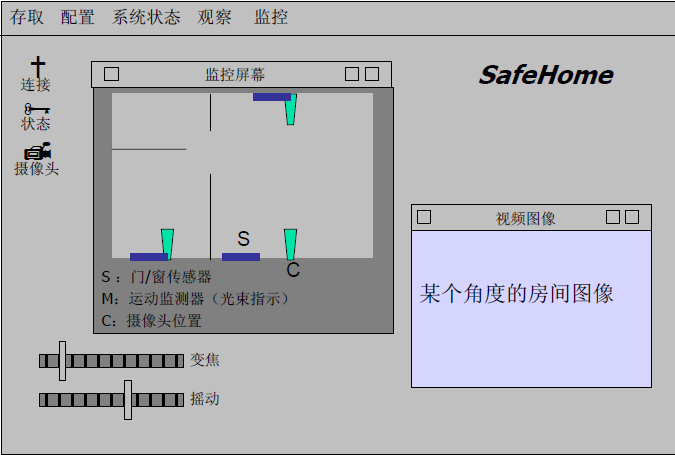 存取 配置 系统状态 观察 监控
连接
状态
摄像头
监控屏幕
S
C
S : 门/窗传感器
M: 运动监测器（光束指示）
C: 摄像头位置
变焦
摇动
SafeHome
视频图像
某个角度的房间图像